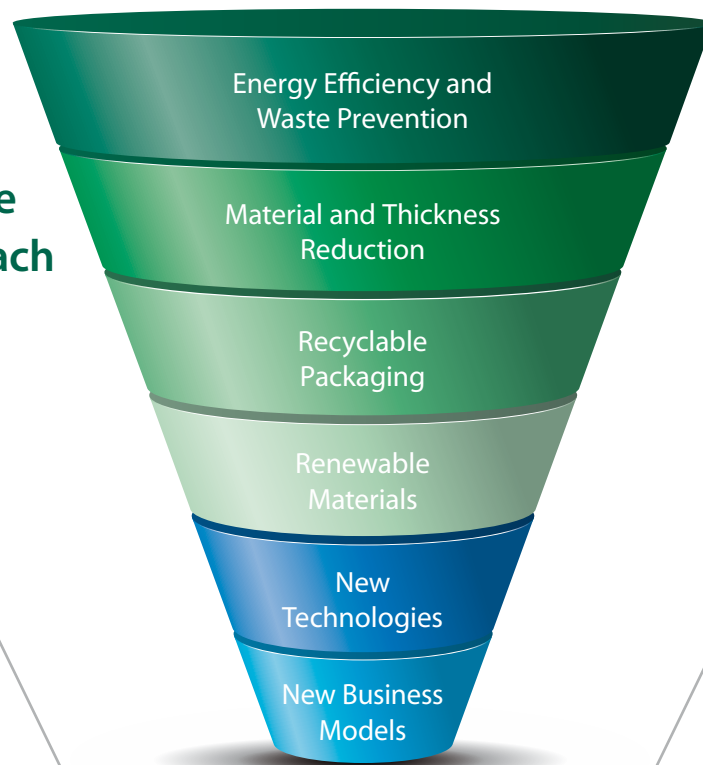 Energy Efficiency and
Waste Prevention
Material and Thickness
Reduction
Recyclable
Packaging
Renewable
Materials
New
Technologies
New Business
Models